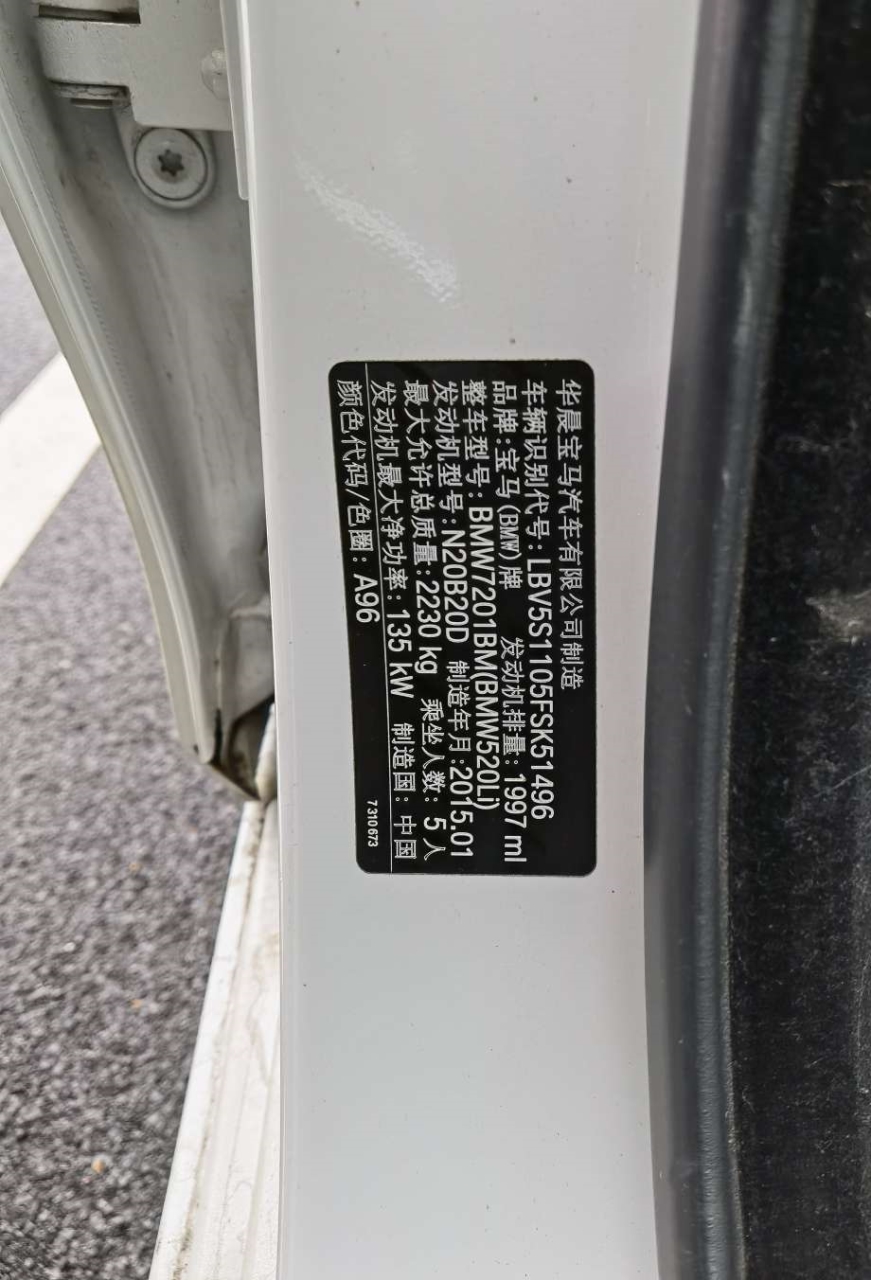 华晨宝马汽车有限公司制造
车辆识别代号:LBV5S1105FSK51496
品牌:宝马(BMW)牌 发动机排量:1997 ml
整车型号:BMW7201BM(BMW520Li)
发动机型号:N20B20D 制造年月:2015.01
最大允许总质量:2230 kg 乘坐人数:5人
发动机最大净功率:135 kW 制造国:中国
颜色代码/色圈:A96 7310673